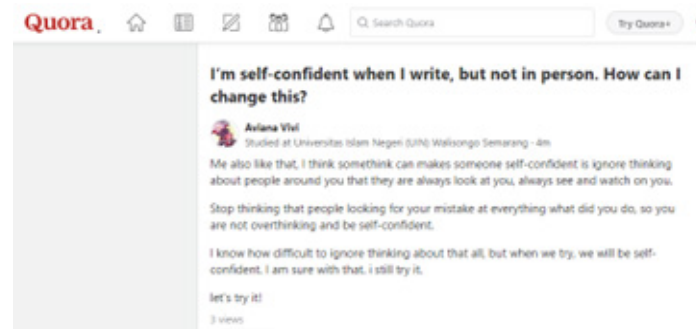 Quora
Search Quora
Try Quora+
I'm self-confident when I write, but not in person. How can I
change this?
Aviana Vivi
Studied at Universitas Islam Negeri (UIN) Walisongo Semarang · 4m
Me also like that, I think somethink can makes someone self-confident is ignore thinking
about people around you that they are always look at you, always see and watch on you.
Stop thinking that people looking for your mistake at everything what did you do, so you
are not overthinking and be self-confident.
I know how difficult to ignore thinking about that all, but when we try, we will be self-
confident. I am sure with that, i still try it.
let's try it!
3 views